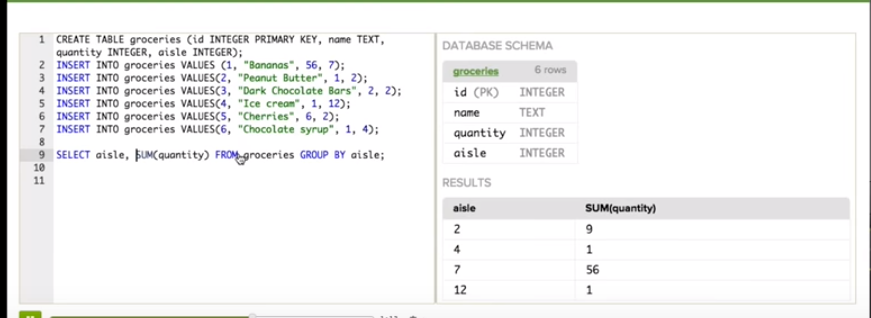 1 CREATE TABLE groceries (id INTEGER PRIMARY KEY, name TEXT,
quantity INTEGER, aisle INTEGER);
2 INSERT INTO groceries VALUES (1, "Bananas", 56, 7);
3 INSERT INTO groceries VALUES(2, "Peanut Butter", 1, 2);
4 INSERT INTO groceries VALUES(3, "Dark Chocolate Bars", 2, 2);
5 INSERT INTO groceries VALUES(4, "Ice cream", 1, 12);
6 INSERT INTO groceries VALUES(5, "Cherries", 6, 2);
7 INSERT INTO groceries VALUES(6, "Chocolate syrup", 1, 4);
8
9 SELECT aisle, SUM(quantity) FROM groceries GROUP BY aisle;
10
11
DATABASE SCHEMA
groceries 6 rows
id (PK) INTEGER
name TEXT
quantity INTEGER
aisle INTEGER
RESULTS
aisle SUM(quantity)
2 9
4 1
7 56
12 1